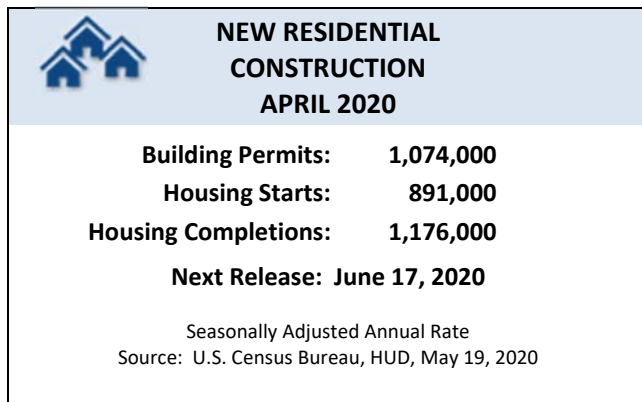 NEW RESIDENTIAL
CONSTRUCTION
APRIL 2020
Building Permits: 1,074,000
Housing Starts: 891,000
Housing Completions: 1,176,000
Next Release: June 17, 2020
Seasonally Adjusted Annual Rate
Source: U.S. Census Bureau, HUD, May 19, 2020